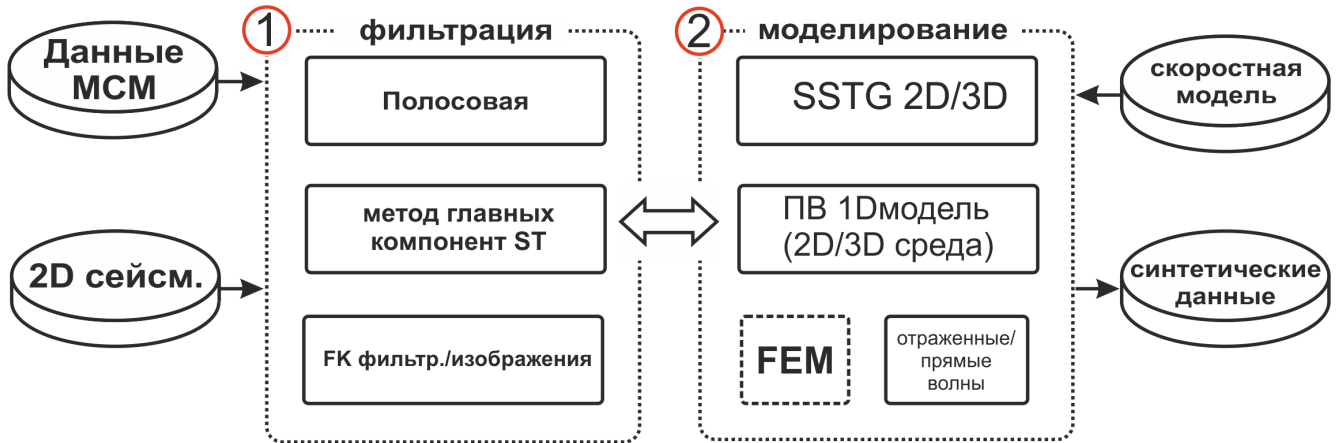 Данные
МСМ
2D сейсм.
1
фильтрация
Полосовая
метод главных
компонент ST
FK фильтр./изображения
2
моделирование
SSTG 2D/3D
ПВ 1Dмодель
(2D/3D среда)
FEM
отраженные/
прямые
волны
скоростная
модель
синтетические
данные